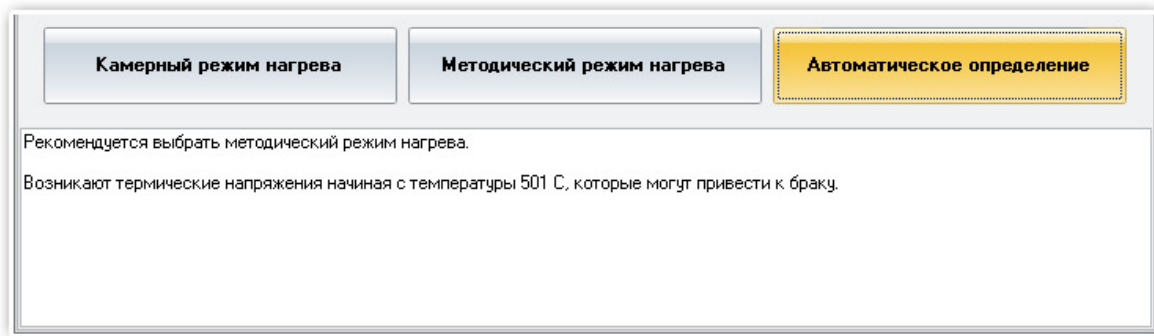 Камерный режим нагрева
Методический режим нагрева
Автоматическое определение
Рекомендуется выбрать методический режим нагрева.
Возникают термические напряжения начиная с температуры 501 С, которые могут привести к браку.